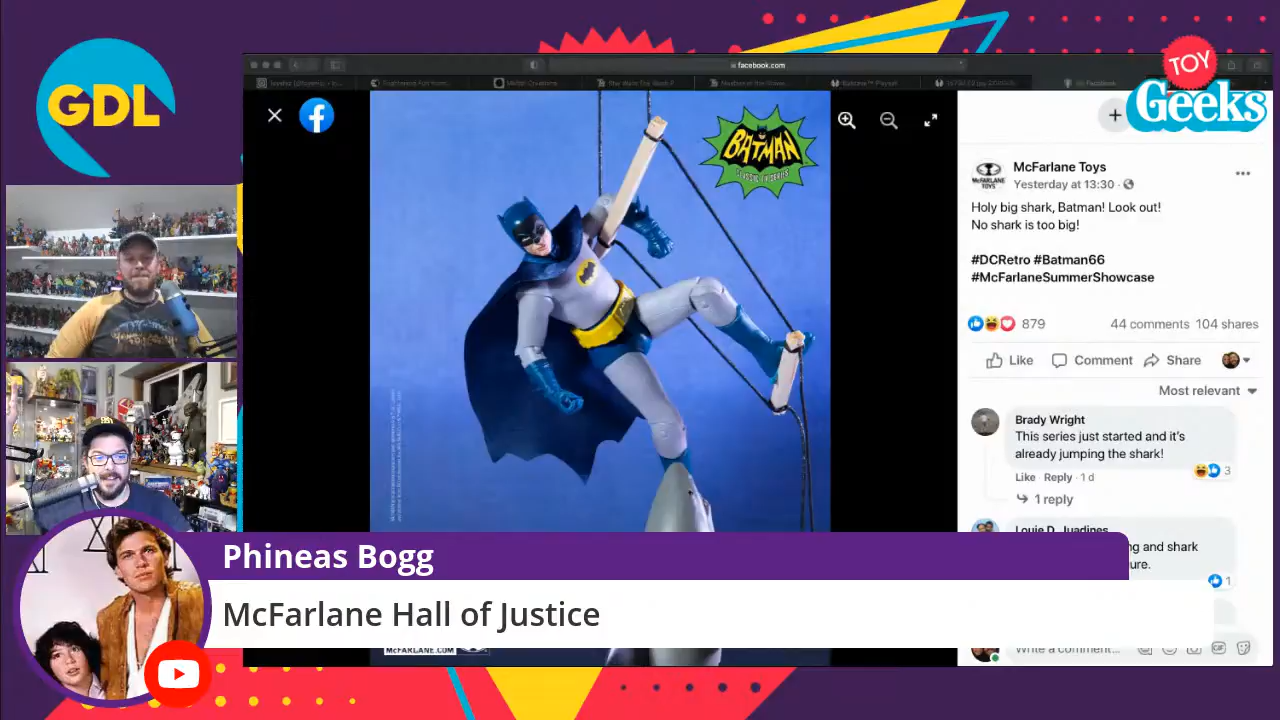 GDL
TOY
Geeks
facebook.com
BATMAN
CLASSIC TV SERIES
McFarlane Toys
Yesterday at 13:30
Holy big shark, Batman! Look out!
No shark is too big!
#DCRetro #Batman66
#McFarlaneSummerShowcase
879
44 comments 104 shares
Like Comment Share
Most relevant
Brady Wright
This series just started and it's
already jumping the shark!
3
Like Reply 1 d
1 reply
ng and shark
ure.
1
Phineas Bogg
McFarlane Hall of Justice
McFARLANE.COM
Write a comment...
GIF